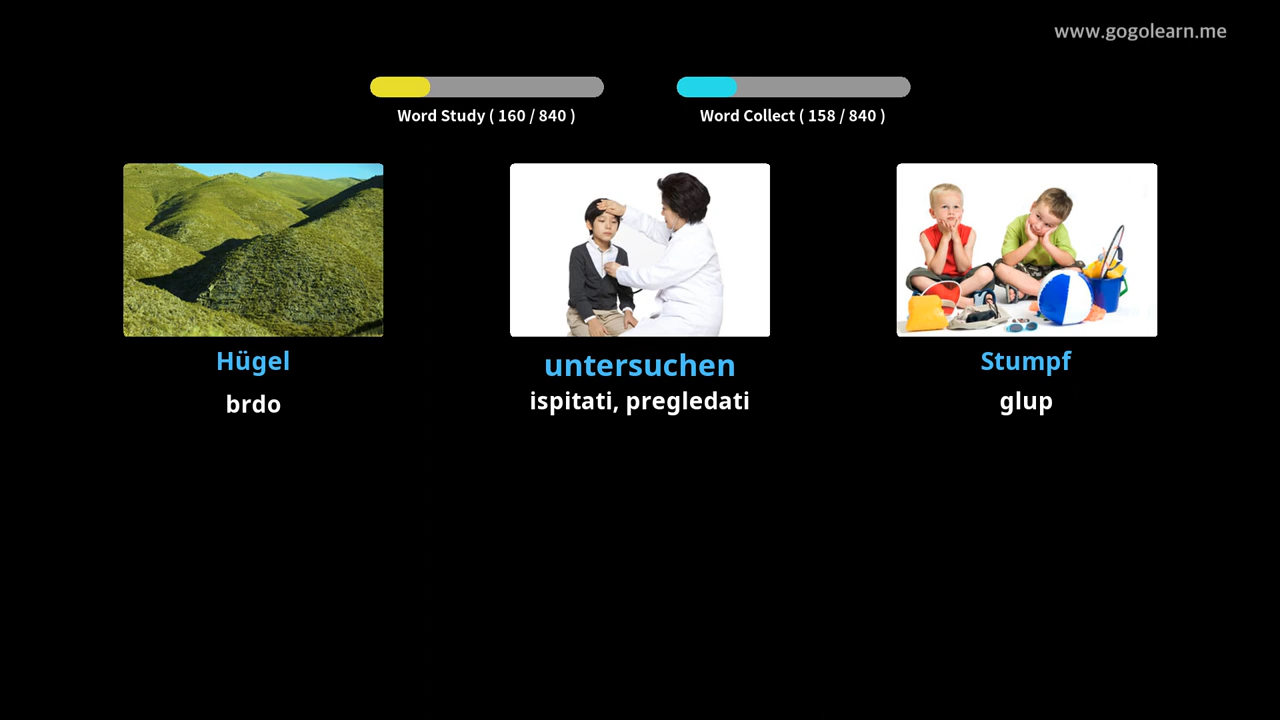 www.gogolearn.me
Word Study ( 160 / 840 )
Word Collect ( 158 / 840 )
Hügel
brdo
untersuchen
ispitati, pregledati
Stumpf
glup